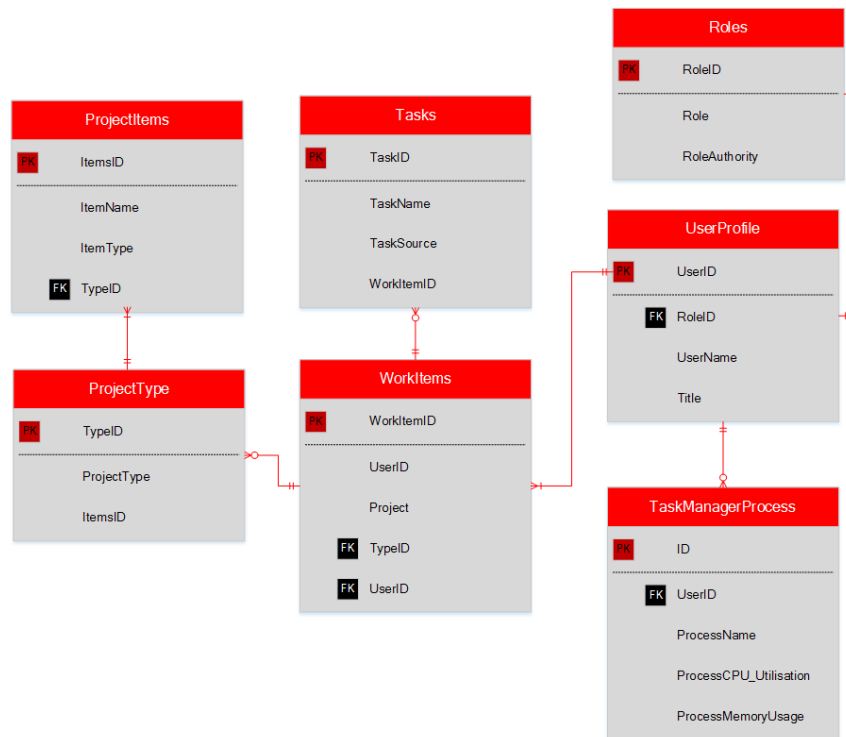 Roles
PK RoleID
Role
RoleAuthority
ProjectItems
PK ItemsID
ItemName
ItemType
FK TypeID
Tasks
PK TaskID
TaskName
TaskSource
WorkItemID
UserProfile
PK UserID
FK RoleID
UserName
Title
ProjectType
PK TypeID
ProjectType
ItemsID
WorkItems
PK WorkItemID
UserID
Project
FK TypeID
FK UserID
TaskManagerProcess
PK ID
FK UserID
ProcessName
ProcessCPU_Utilisation
ProcessMemoryUsage